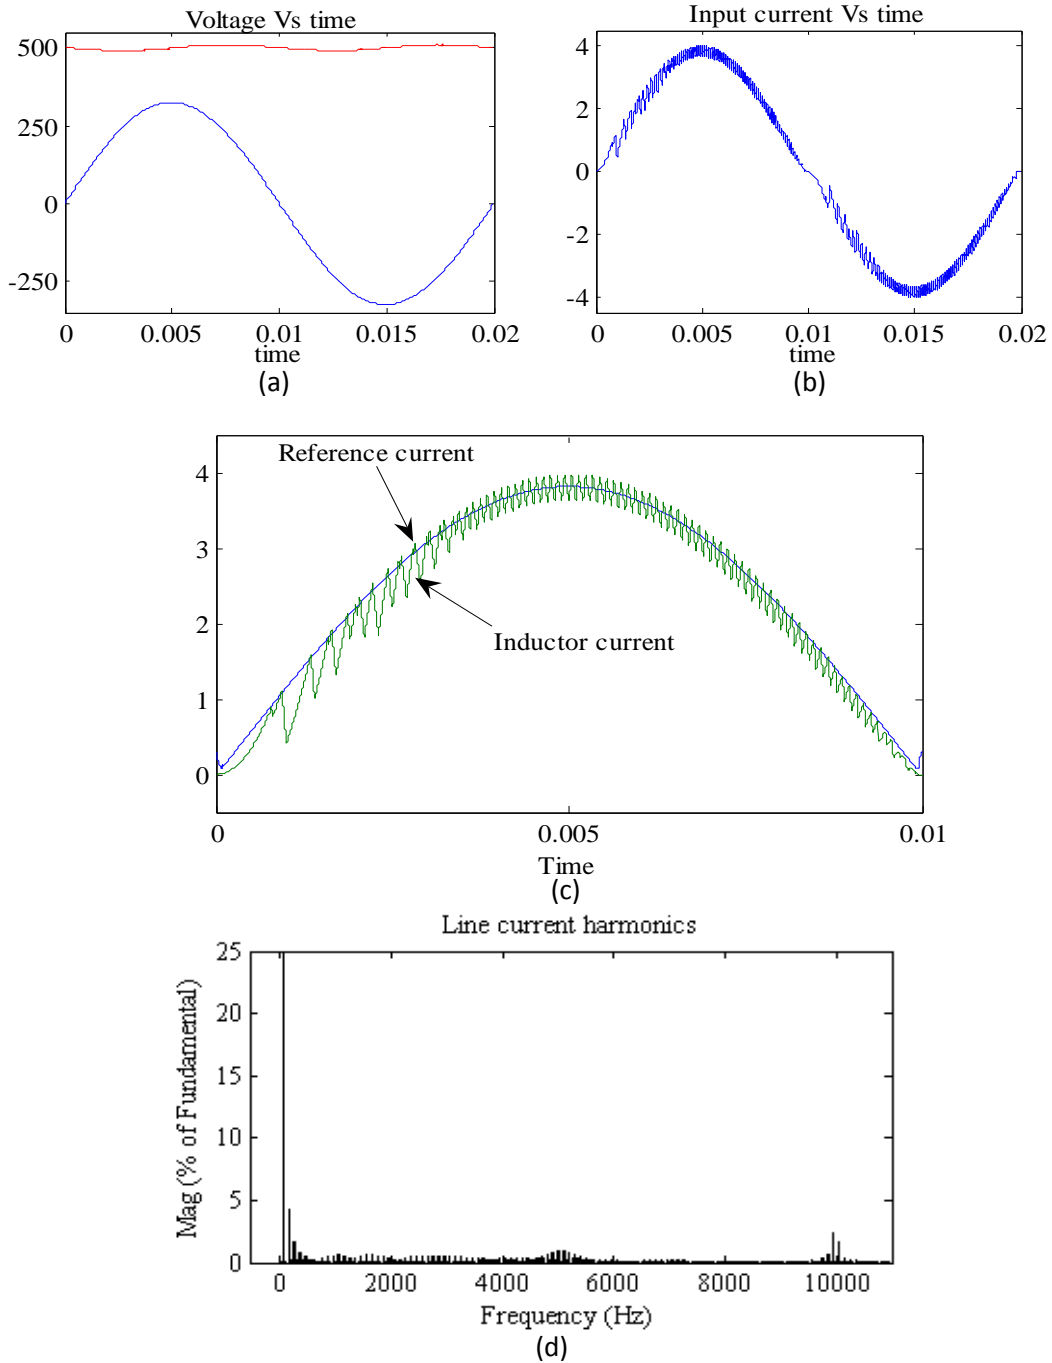 Voltage Vs time
500
250
0
-250
0 0.005 0.01 0.015 0.02
time
(a)
Input current Vs time
4
2
0
-2
-4
0 0.005 0.01 0.015 0.02
time
(b)
Reference current
Inductor current
4
3
2
1
0
0 0.005 0.01
Time
(c)
Line current harmonics
Mag (% of Fundamental)
25
20
15
10
5
0
0 2000 4000 6000 8000 10000
Frequency (Hz)
(d)